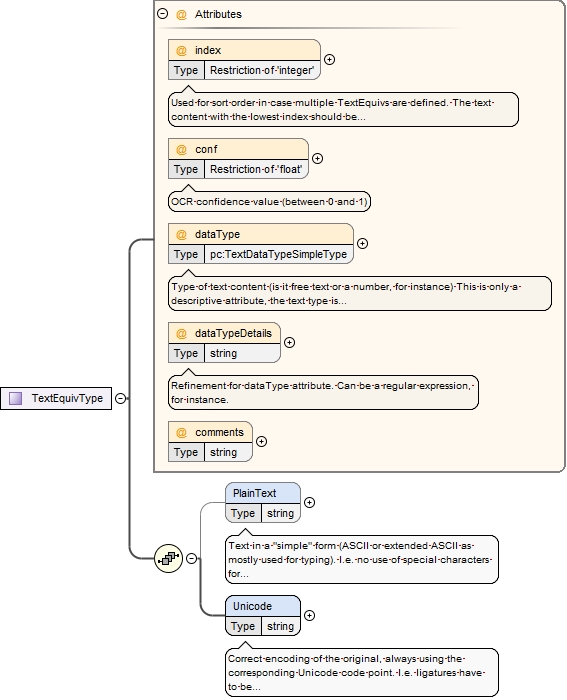 @ Attributes
@ index
Type Restriction of 'integer'
Used for sort order in case multiple TextEquivs are defined. The text
content with the lowest index should be...
@ conf
Type Restriction of 'float'
OCR confidence value (between 0 and 1)
@ dataType
Type pc:TextDataTypeSimpleType
Type of text content (is it free text or a number, for instance) This is only a
descriptive attribute, the text type is...
@ dataTypeDetails
Type string
Refinement for dataType attribute. Can be a regular expression,
for instance.
TextEquivType
@ comments
Type string
PlainText
Type string
Text in a "simple" form (ASCII or extended ASCII as
mostly used for typing). I.e. no use of special characters
for...
Unicode
Type string
Correct encoding of the original, always using the
corresponding Unicode code point. I.e. ligatures have
to be...